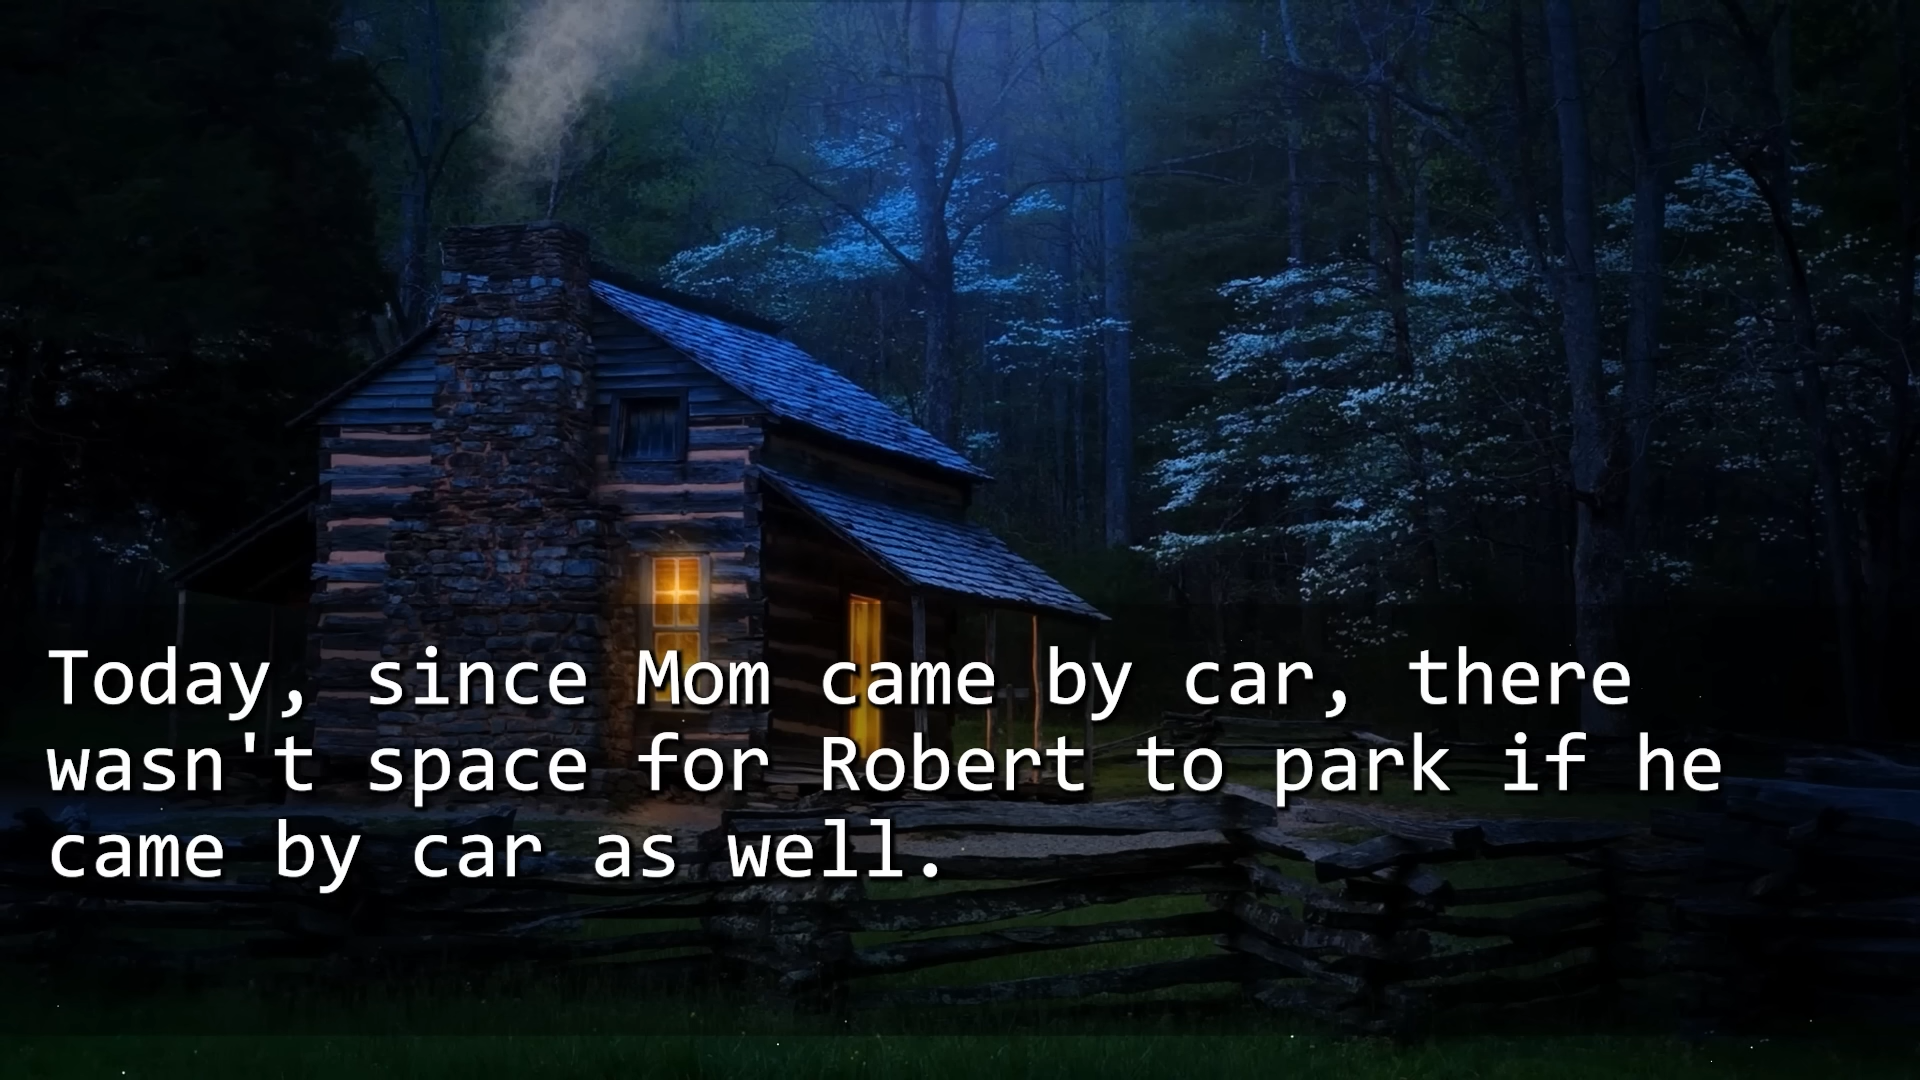 Today, since Mom came by car, there
wasn't space for Robert to park if he
came by car as well.